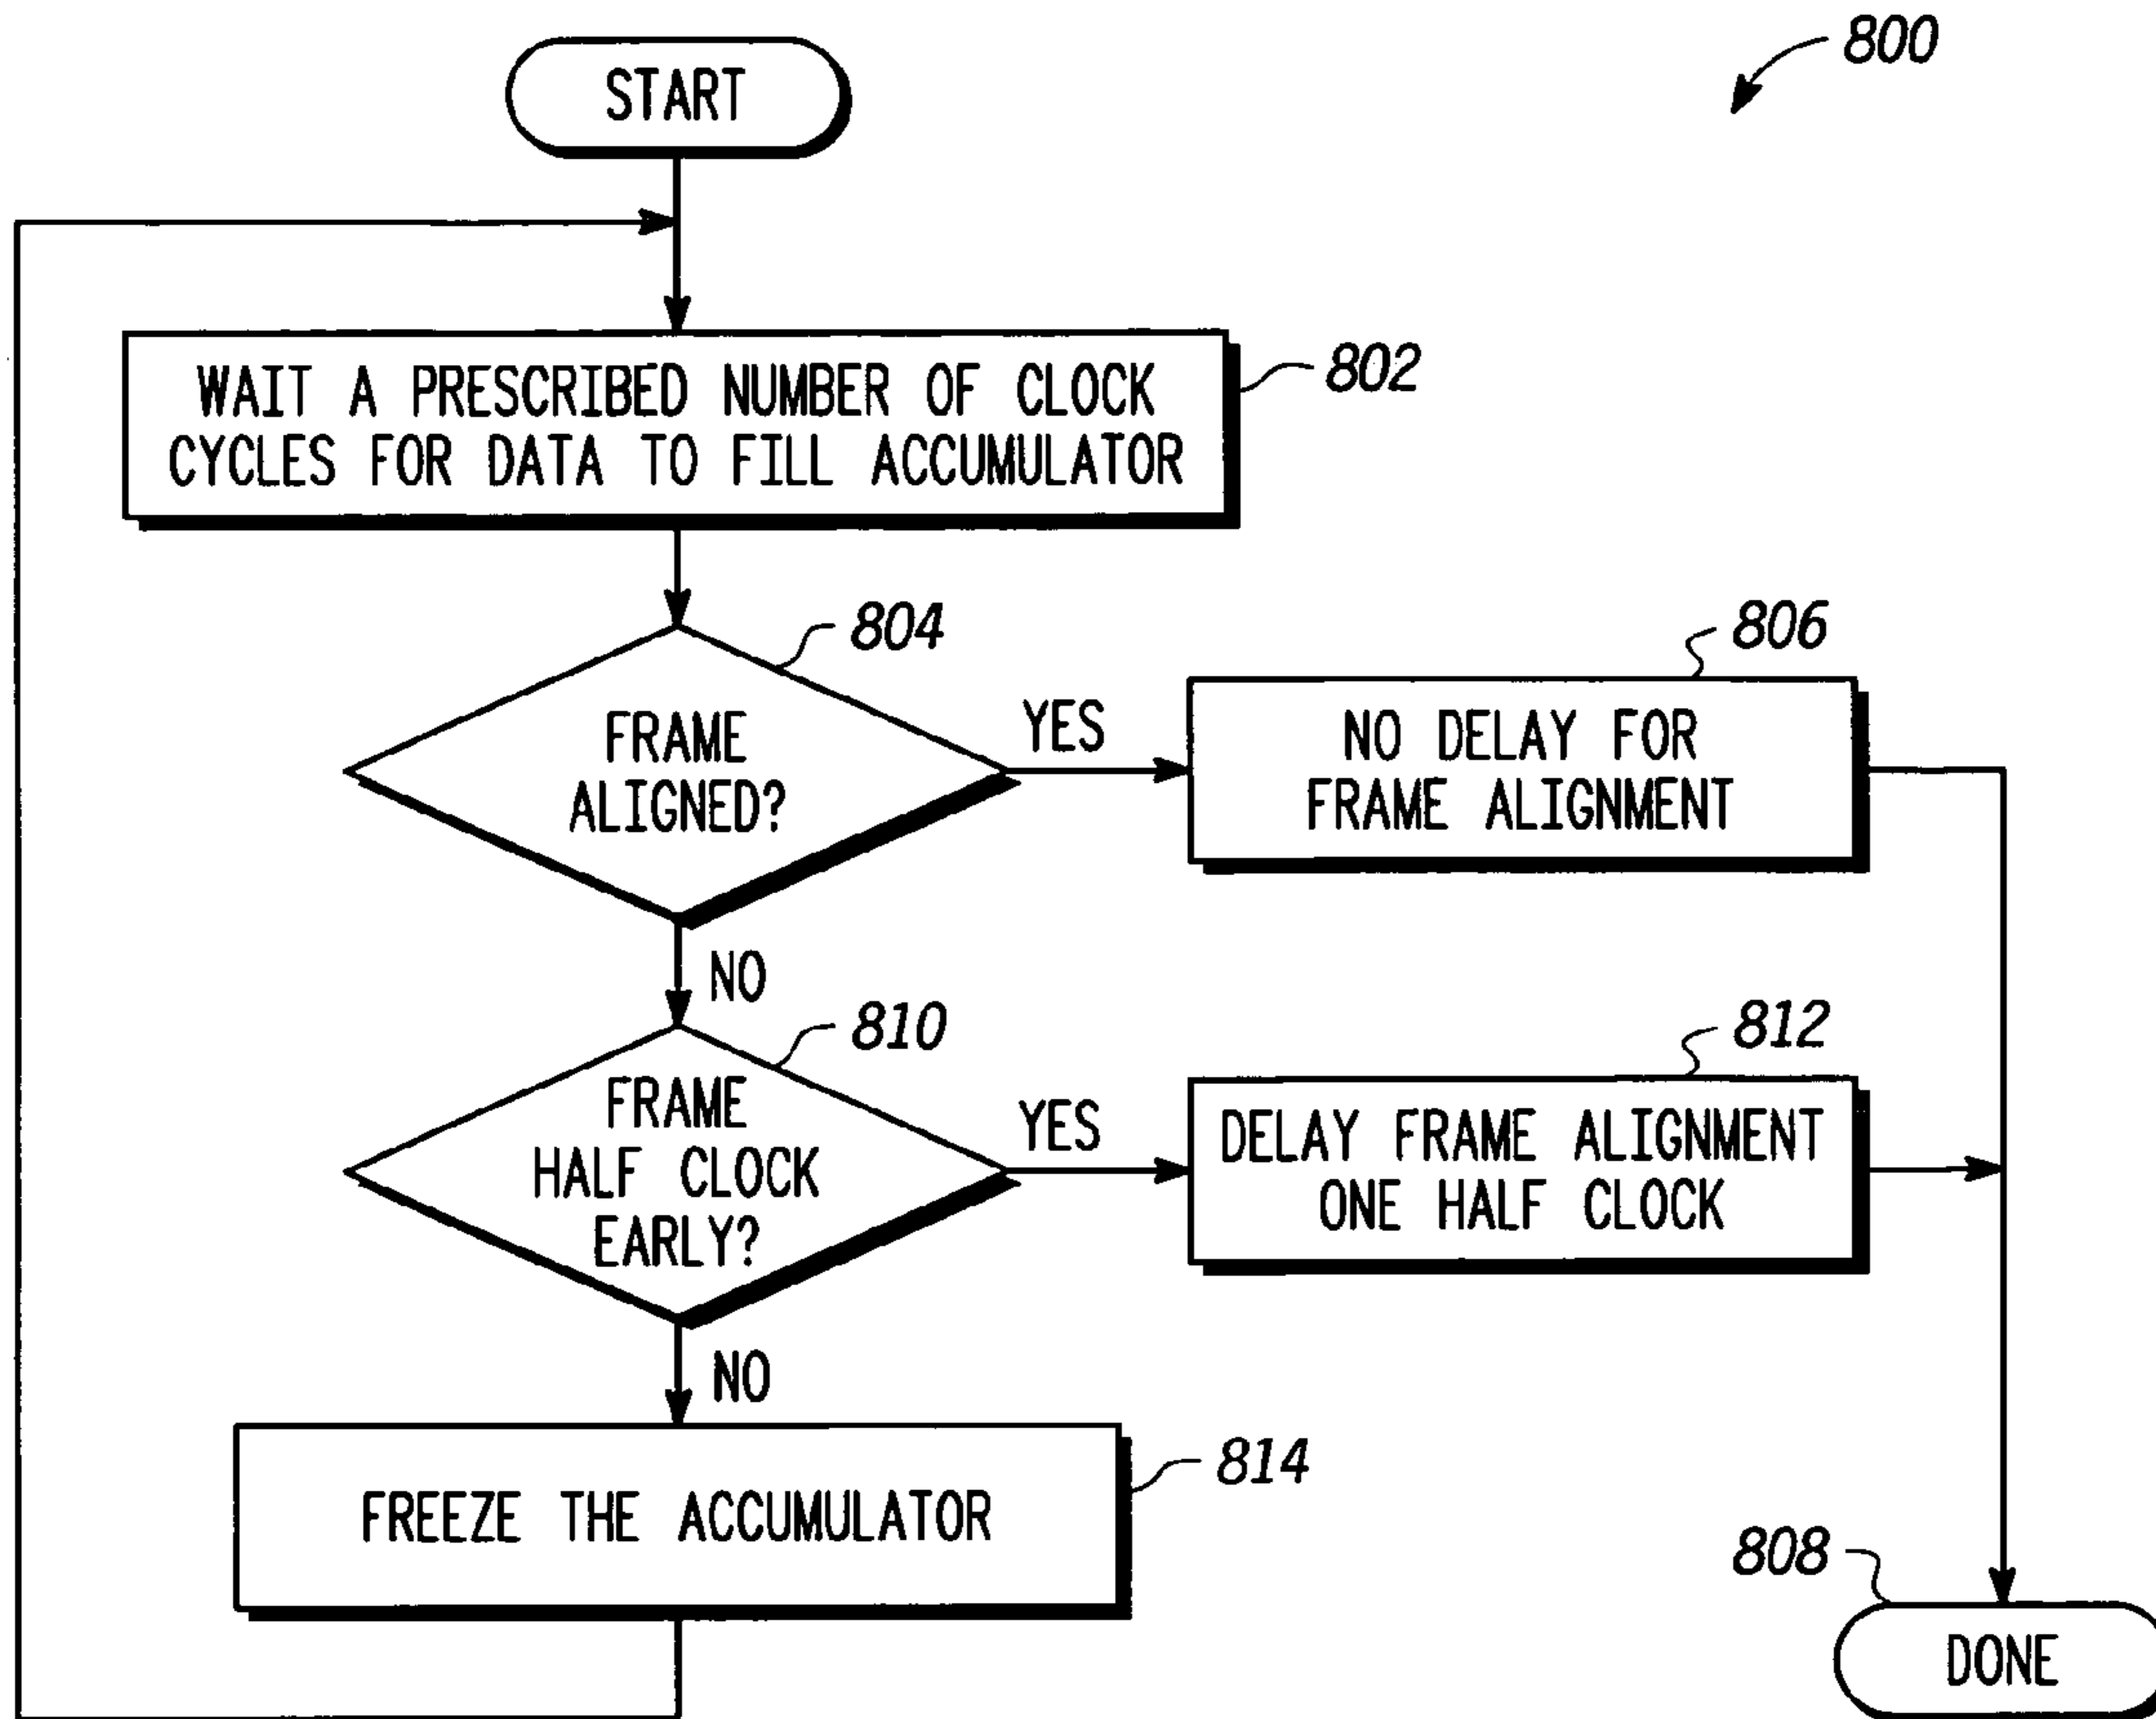 800
START
WAIT A PRESCRIBED NUMBER OF CLOCK
CYCLES FOR DATA TO FILL ACCUMULATOR
802
804
FRAME
ALIGNED?
YES
806
NO DELAY FOR
FRAME ALIGNMENT
NO
810
FRAME
HALF CLOCK
EARLY?
YES
812
DELAY FRAME ALIGNMENT
ONE HALF CLOCK
NO
FREEZE THE ACCUMULATOR
814
808
DONE